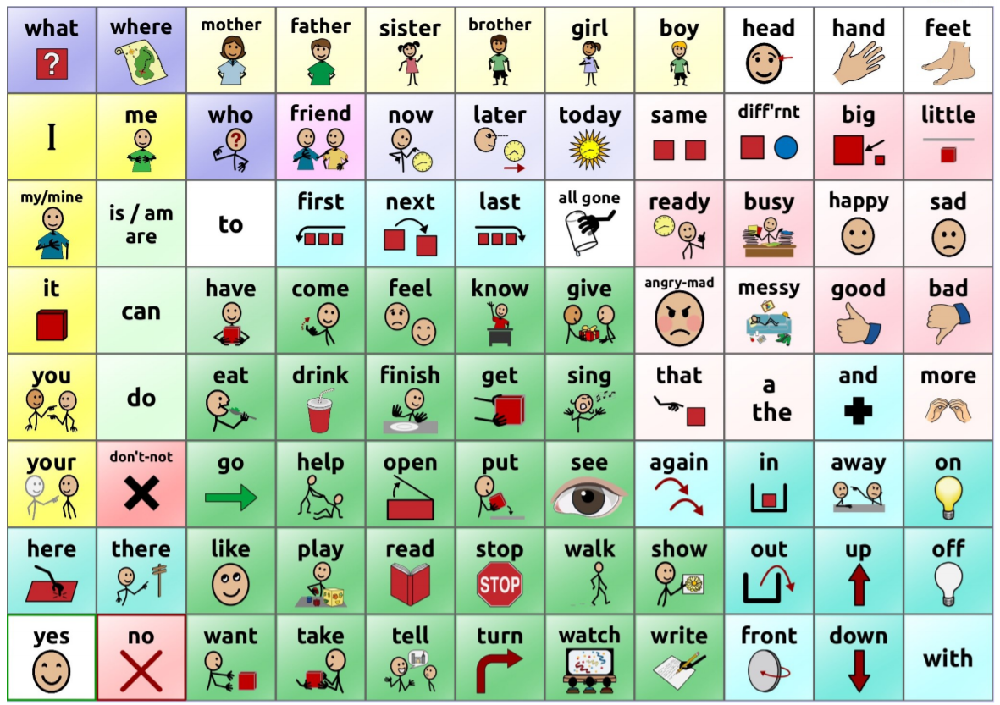 what where mother father sister brother girl boy head hand feet
I me who friend now later today same diff'rnt big little
my/mine is / am
are to first next last all gone ready busy happy sad
it can have come feel know give angry-mad messy good bad
you do eat drink finish get sing that a
the and more
your don't-not go help open put see again in away on
here there like play read stop STOP walk show out up off
yes no want take tell turn watch write front down with